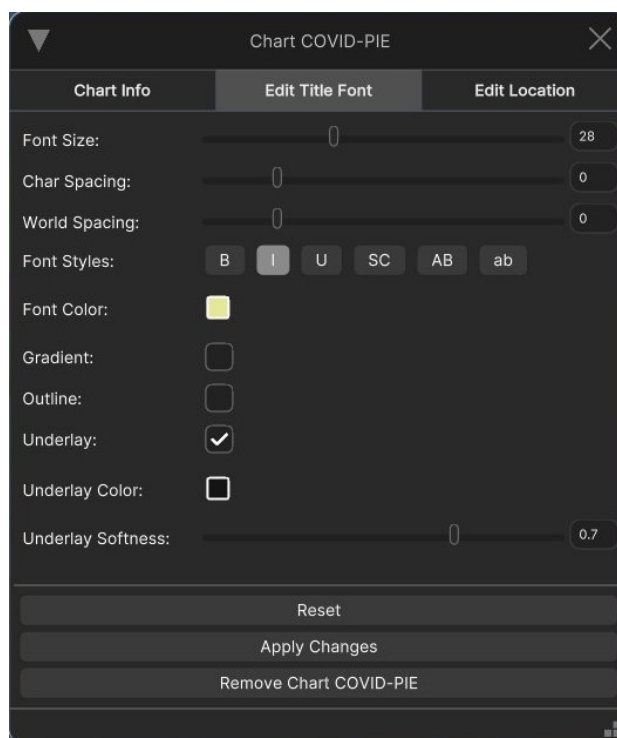 Chart COVID-PIE
Chart Info Edit Title Font Edit Location
Font Size: 28
Char Spacing: 0
World Spacing: 0
Font Styles: B I U SC AB ab
Font Color:
Gradient:
Outline:
Underlay:
Underlay Color:
Underlay Softness: 0.7
Reset
Apply Changes
Remove Chart COVID-PIE